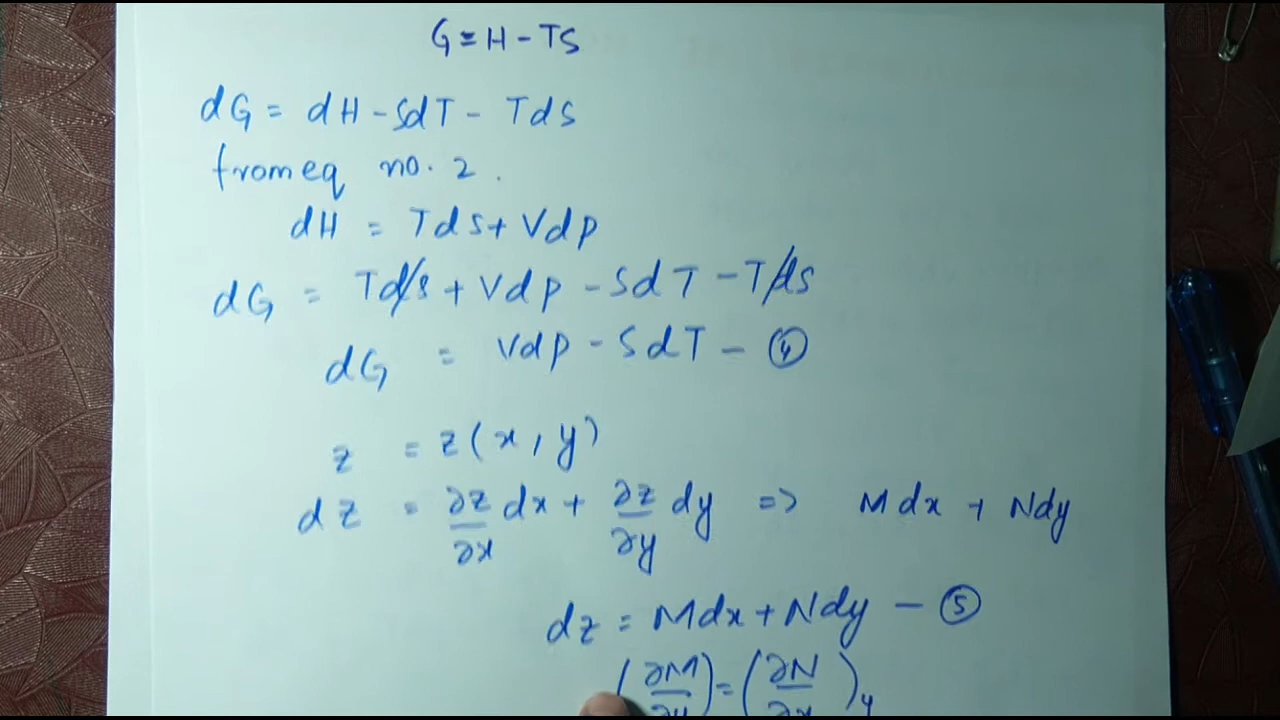 G = H - TS
dG = dH - SdT - TdS
from eq no. 2.
dH = TdS + Vdp
dG = TdS + Vdp - SdT - TdS
dG = Vdp - SdT - ④
z = z(x, y)
dz = ∂z/∂x dx + ∂z/∂y dy => Mdx + Ndy
dz = Mdx + Ndy - ⑤
(∂M/∂y) = (∂N/∂x)y